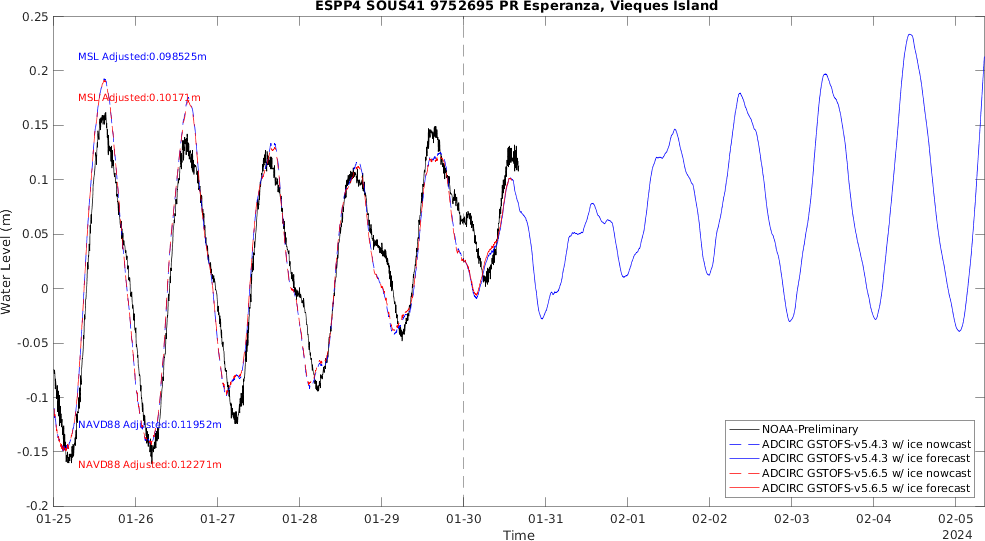 ESPP4 SOUS41 9752695 PR Esperanza, Vieques Island
0.25
0.2
0.15
0.1
0.05
0
-0.05
-0.1
-0.15
-0.2
Water Level (m)
MSL Adjusted:0.098525m
MSL Adjusted:0.10171m
NAVD88 Adjusted:0.11952m
NAVD88 Adjusted:0.12271m
NOAA-Preliminary
ADCIRC GSTOFS-v5.4.3 w/ ice nowcast
ADCIRC GSTOFS-v5.4.3 w/ ice forecast
ADCIRC GSTOFS-v5.6.5 w/ ice nowcast
ADCIRC GSTOFS-v5.6.5 w/ ice forecast
01-25 01-26 01-27 01-28 01-29 01-30 01-31 02-01 02-02 02-03 02-04 02-05
Time
2024